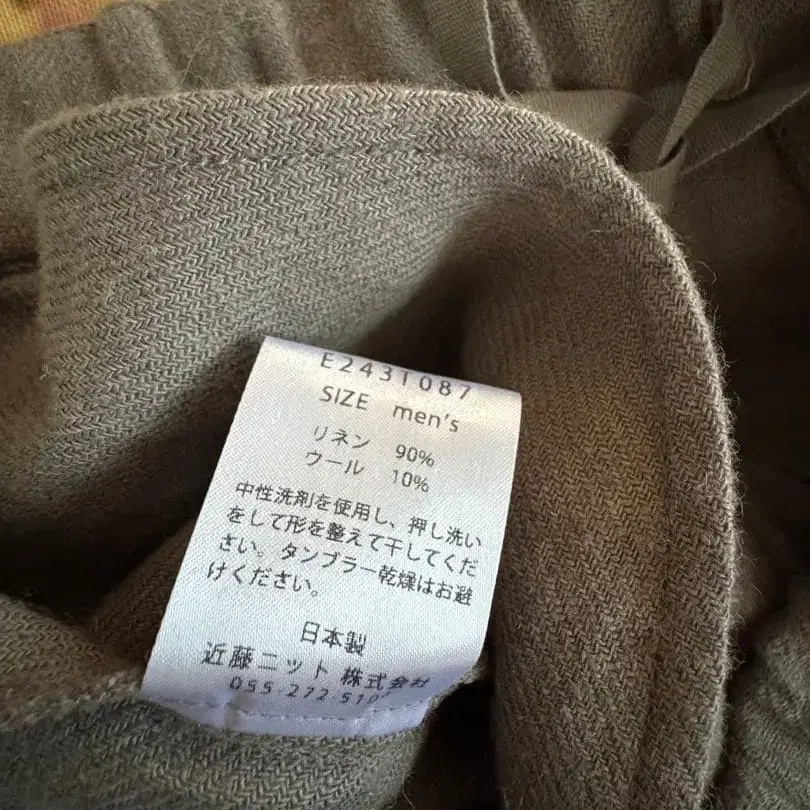 E2431087
SIZE men's
リネン 90%
ウール 10%
中性洗剤を使用し、押し洗い
をして形を整えて干してくだ
さい。タンブラー乾燥はお避
けください。
日本製
近藤ニット 株式会社
055-272-510